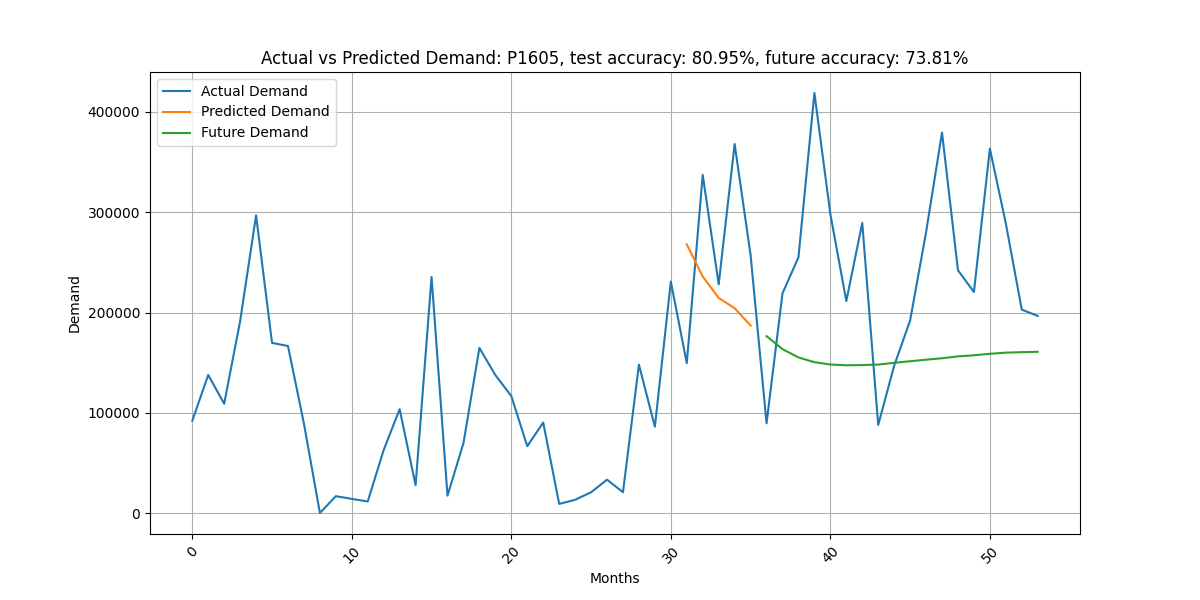 Actual vs Predicted Demand: P1605, test accuracy: 80.95%, future accuracy: 73.81%
Actual Demand
Predicted Demand
Future Demand
400000
300000
200000
100000
0
Demand
0
10
20
30
40
50
Months